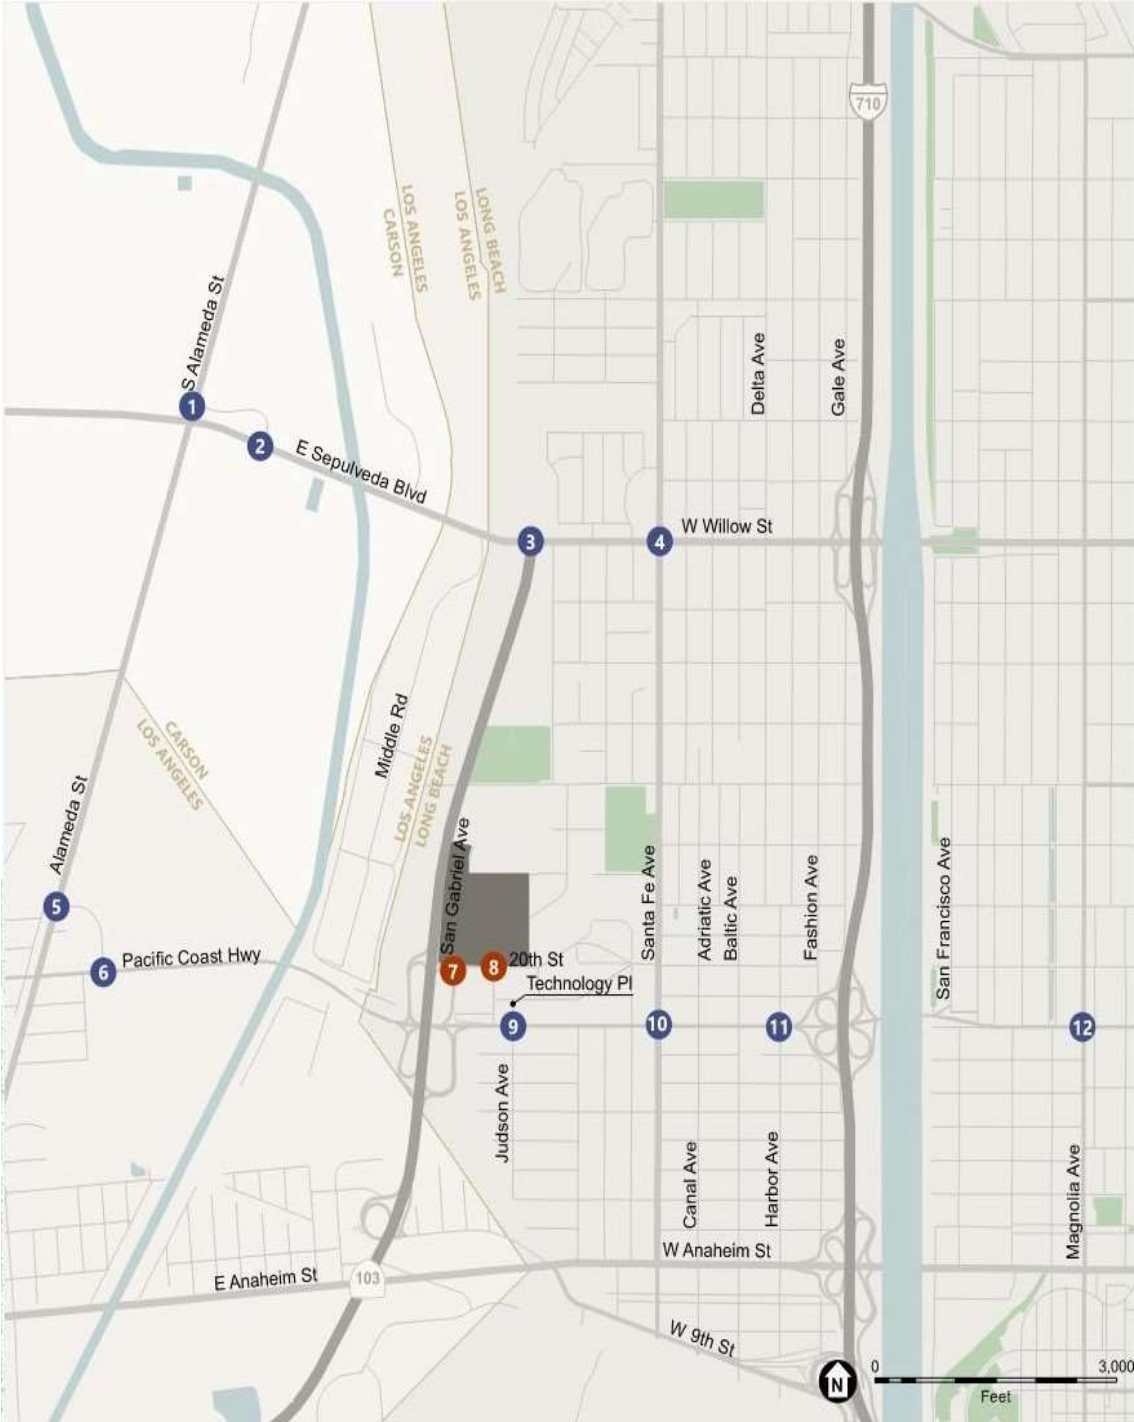 710
LOS ANGELES
CARSON
LONG BEACH
LOS ANGELES
S Alameda St
Delta Ave
Gale Ave
1
2
E Sepulveda Blvd
3
4
W Willow St
Middle Rd
CARSON
LOS ANGELES
LOS ANGELES
LONG BEACH
Alameda St
San Gabriel Ave
Santa Fe Ave
Adriatic Ave
Baltic Ave
Fashion Ave
San Francisco Ave
5
6
Pacific Coast Hwy
7
8
20th St
Technology Pl
9
10
11
12
Judson Ave
Canal Ave
Harbor Ave
Magnolia Ave
W Anaheim St
E Anaheim St
103
W 9th St
N
0
3,000
Feet